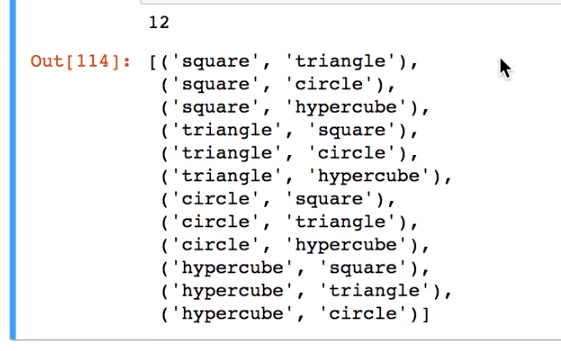 12
Out[114]: [('square', 'triangle'),
('square', 'circle'),
('square', 'hypercube'),
('triangle', 'square'),
('triangle', 'circle'),
('triangle', 'hypercube'),
('circle', 'square'),
('circle', 'triangle'),
('circle', 'hypercube'),
('hypercube', 'square'),
('hypercube', 'triangle'),
('hypercube', 'circle')]